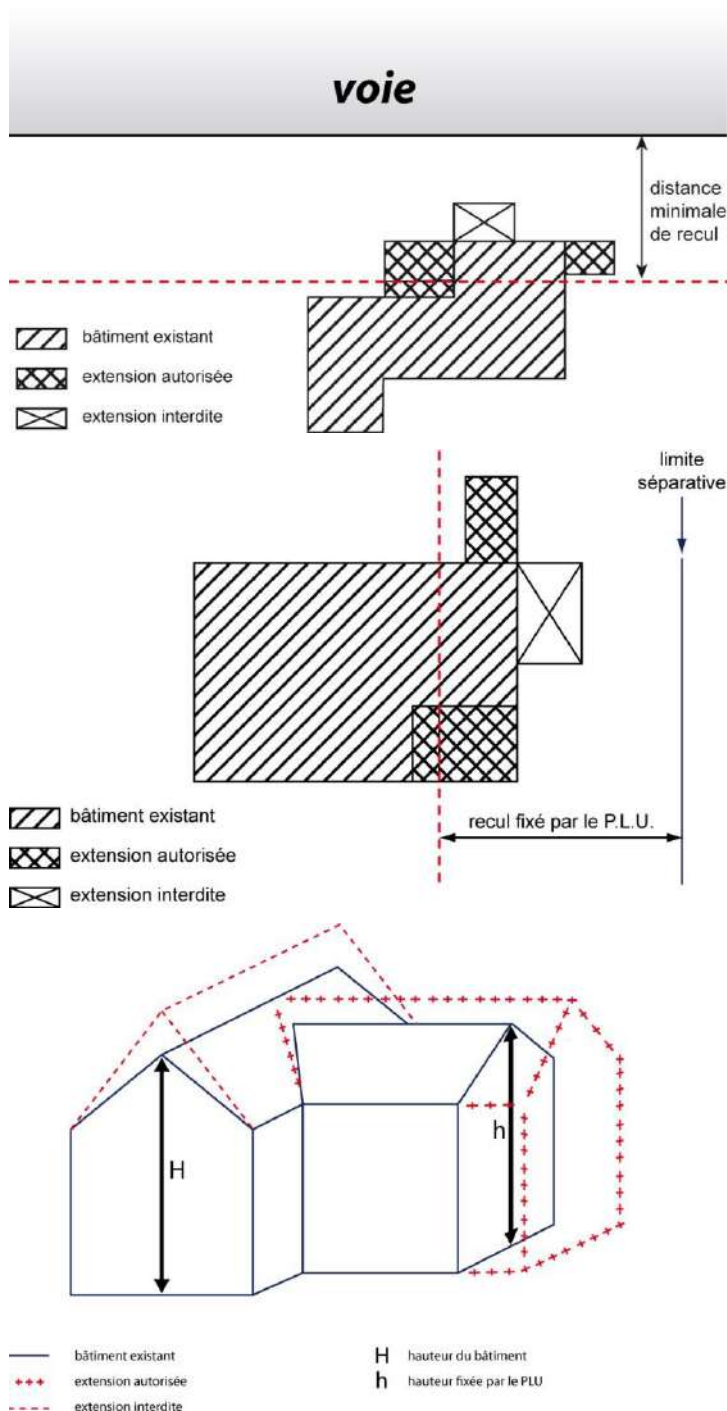 voie
distance
minimale
de recul
bâtiment existant
extension autorisée
extension interdite
limite
séparative
bâtiment existant
recul fixé par le P.L.U.
extension autorisée
extension interdite
H
h
bâtiment existant
H hauteur du bâtiment
extension autorisée
h hauteur fixée par le PLU
extension interdite